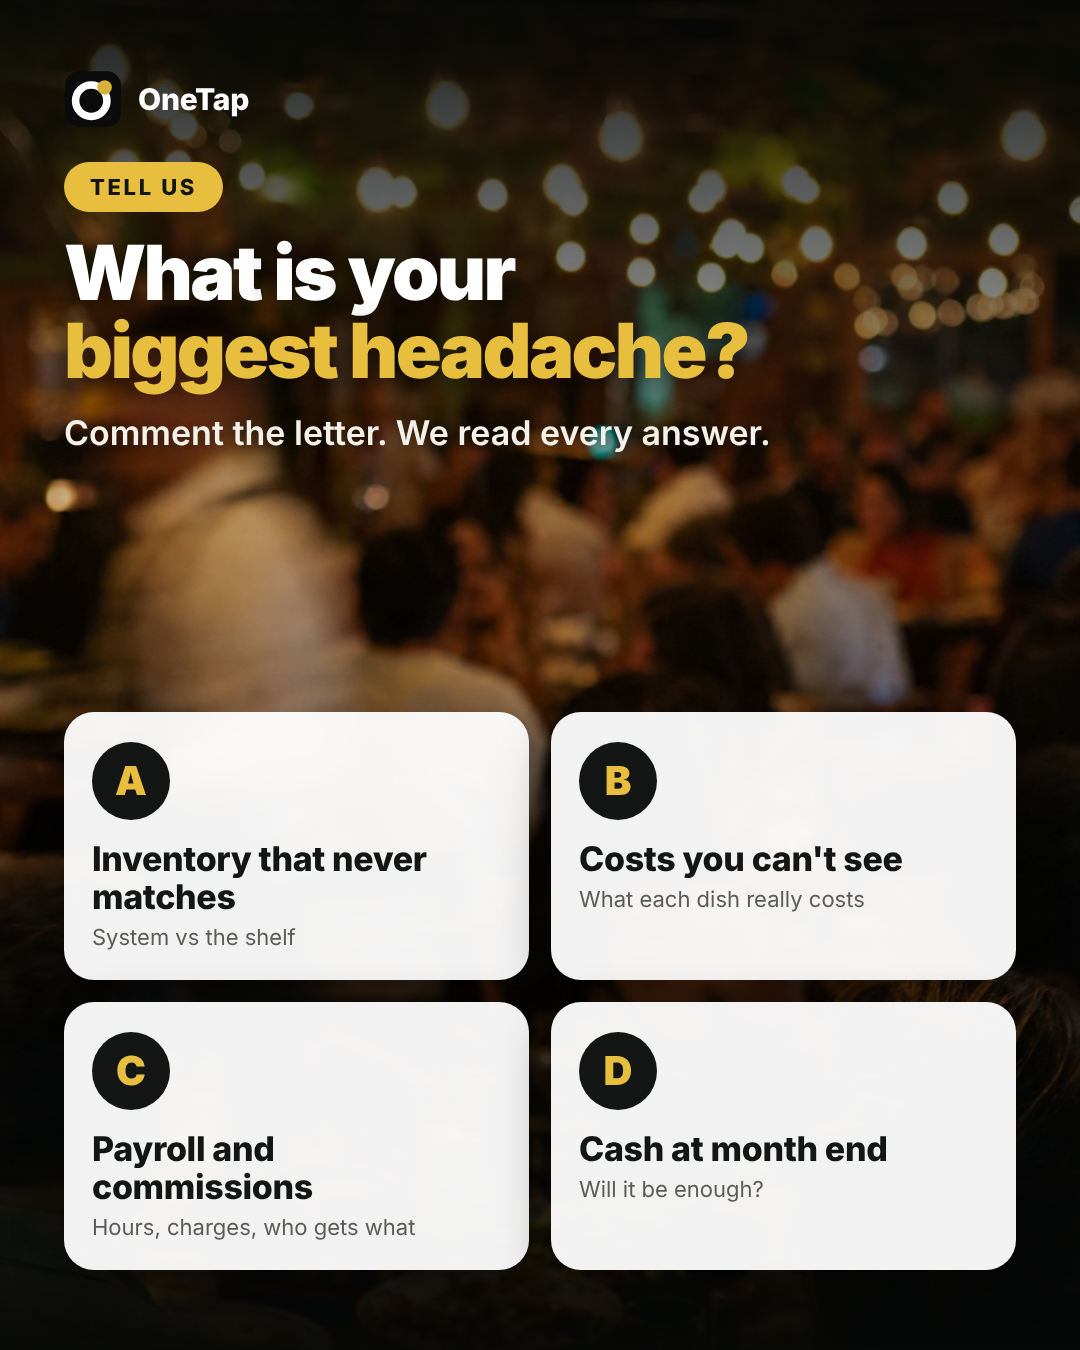 OneTap
TELL US
What is your
biggest headache?
Comment the letter. We read every answer.
A
Inventory that never
matches
System vs the shelf
B
Costs you can't see
What each dish really costs
C
Payroll and
commissions
Hours, charges, who gets what
D
Cash at month end
Will it be enough?